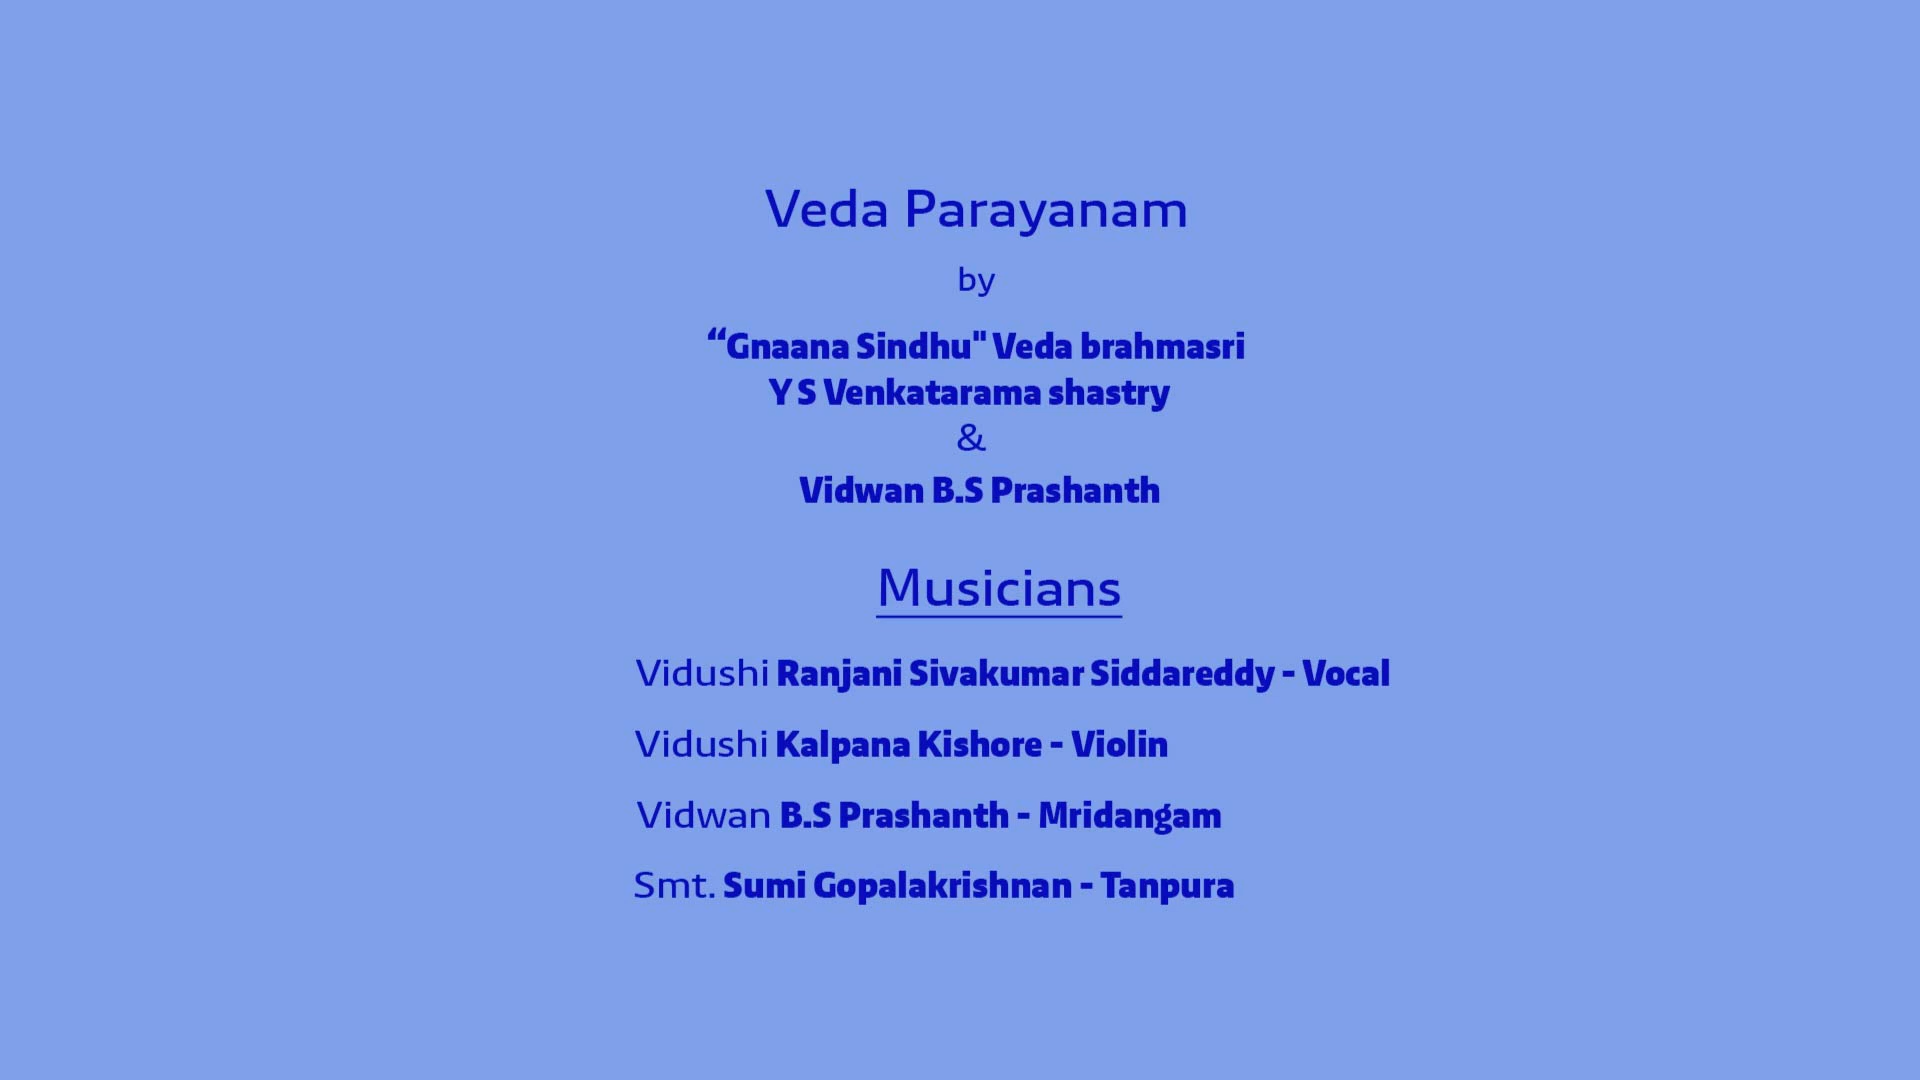 Veda Parayanam
by
“Gnaana Sindhu" Veda brahmasri
Y S Venkatarama shastry
&
Vidwan B.S Prashanth
Musicians
Vidushi Ranjani Sivakumar Siddareddy - Vocal
Vidushi Kalpana Kishore - Violin
Vidwan B.S Prashanth - Mridangam
Smt. Sumi Gopalakrishnan - Tanpura